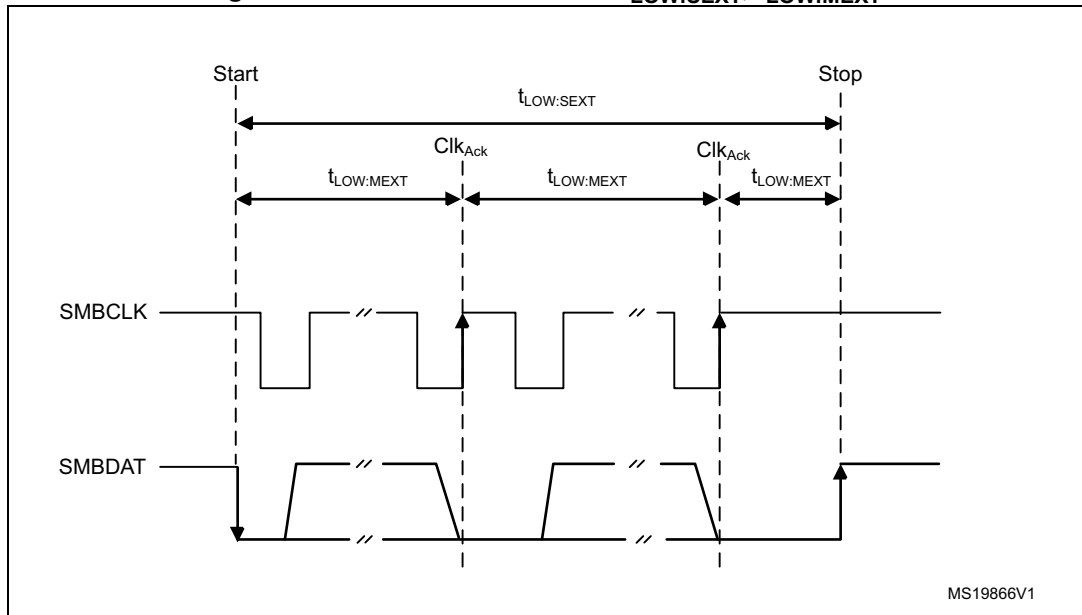 Start
Stop
tLOW:SEXT
ClkAck
ClkAck
tLOW:MEXT
tLOW:MEXT
tLOW:MEXT
SMBCLK
SMBDAT
MS19866V1